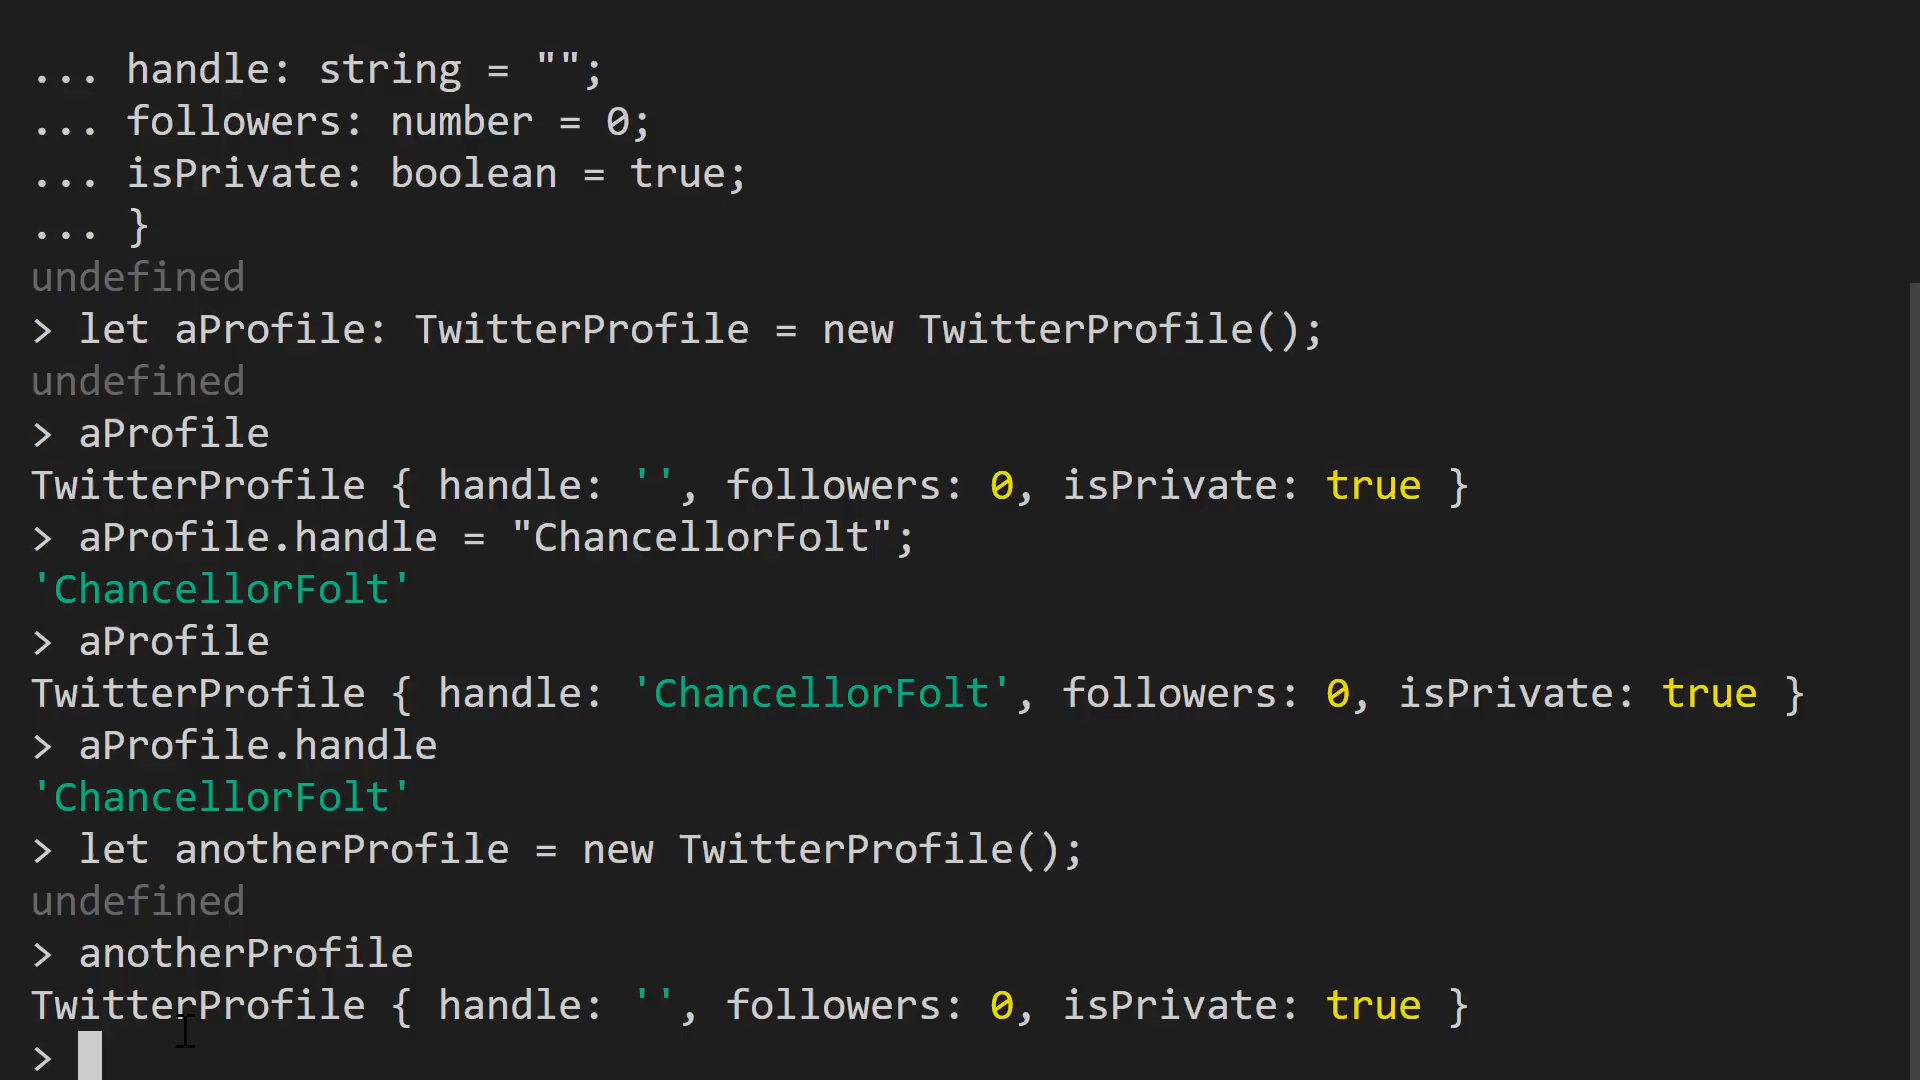 ... handle: string = "";
... followers: number = 0;
... isPrivate: boolean = true;
... }
undefined
> let aProfile: TwitterProfile = new TwitterProfile();
undefined
> aProfile
TwitterProfile { handle: '', followers: 0, isPrivate: true }
> aProfile.handle = "ChancellorFolt";
'ChancellorFolt'
> aProfile
TwitterProfile { handle: 'ChancellorFolt', followers: 0, isPrivate: true }
> aProfile.handle
'ChancellorFolt'
> let anotherProfile = new TwitterProfile();
undefined
> anotherProfile
TwitterProfile { handle: '', followers: 0, isPrivate: true }
>